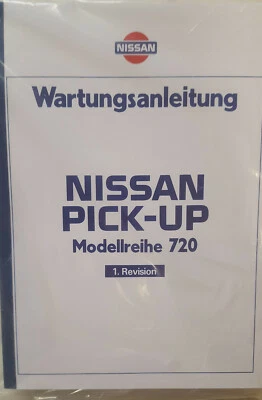 NISSAN
Wartungsanleitung
NISSAN
PICK-UP
Modellreihe 720
1. Revision